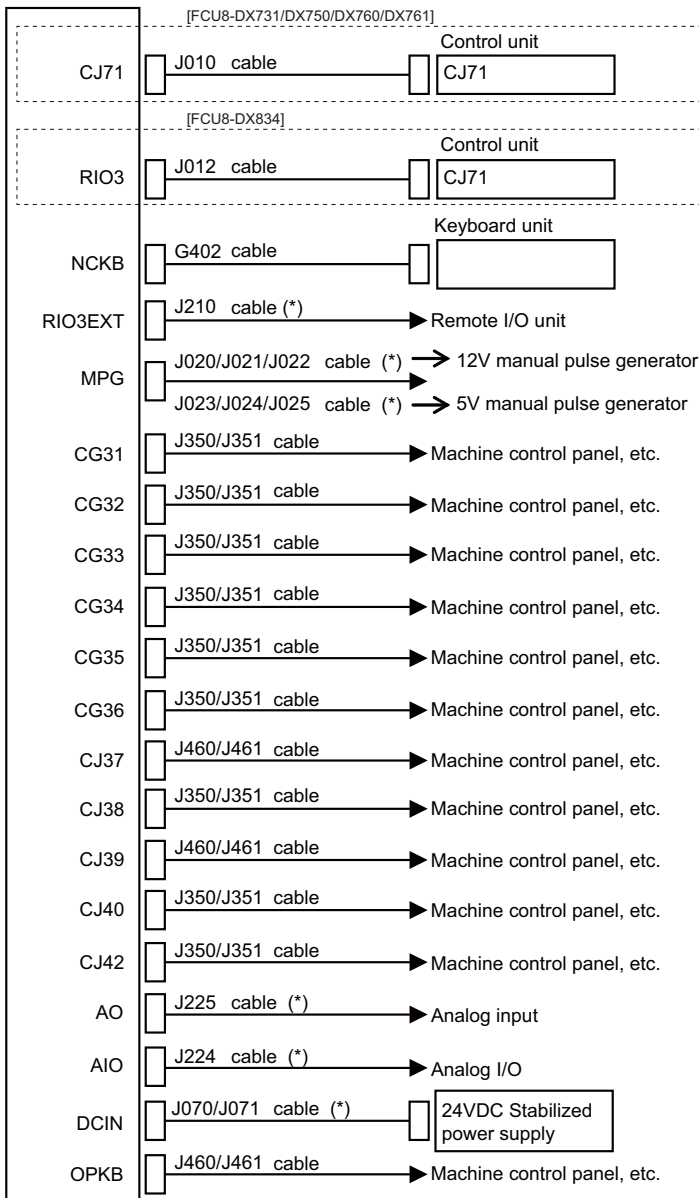 [FCU8-DX731/DX750/DX760/DX761]
Control unit
CJ71 J010 cable CJ71
[FCU8-DX834]
Control unit
RIO3 J012 cable CJ71
Keyboard unit
NCKB G402 cable
RIO3EXT J210 cable (*) Remote I/O unit
J020/J021/J022 cable (*) → 12V manual pulse generator
MPG
J023/J024/J025 cable (*) → 5V manual pulse generator
CG31 J350/J351 cable Machine control panel, etc.
CG32 J350/J351 cable Machine control panel, etc.
CG33 J350/J351 cable Machine control panel, etc.
CG34 J350/J351 cable Machine control panel, etc.
CG35 J350/J351 cable Machine control panel, etc.
CG36 J350/J351 cable Machine control panel, etc.
CJ37 J460/J461 cable Machine control panel, etc.
CJ38 J350/J351 cable Machine control panel, etc.
CJ39 J460/J461 cable Machine control panel, etc.
CJ40 J350/J351 cable Machine control panel, etc.
CJ42 J350/J351 cable Machine control panel, etc.
AO J225 cable (*) Analog input
AIO J224 cable (*) Analog I/O
DCIN J070/J071 cable (*) 24VDC Stabilized
power supply
OPKB J460/J461 cable Machine control panel, etc.